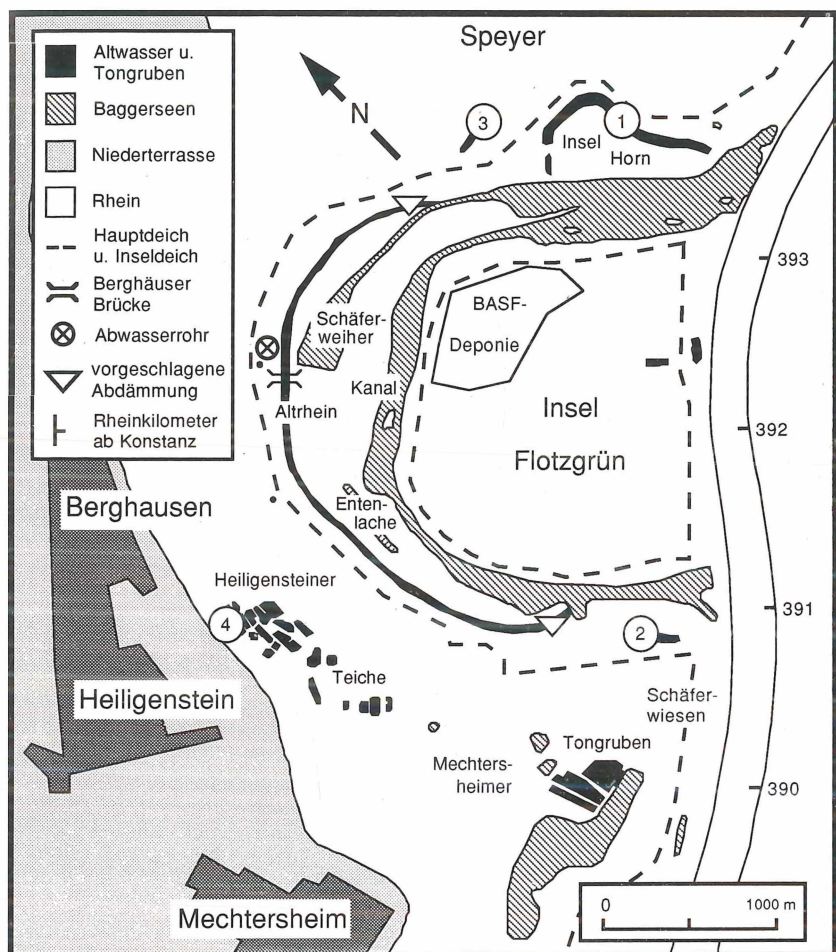 Altwasser u.
Tongruben
Baggerseen
Niederterrasse
Rhein
Hauptdeich
u. Inseldeich
Berghäuser
Brücke
Abwasserrohr
vorgeschlagene
Abdämmung
Rheinkilometer
ab Konstanz
Speyer
N
3
1
Insel
Horn
393
BASF-
Deponie
Schäfer-
weiher
Kanal
Altrhein
Insel
Flotzgrün
392
Berghausen
Enten-
lache
Heiligensteiner
4
391
2
Teiche
Heiligenstein
Schäfer-
wiesen
Mechters-
heimer
Tongruben
390
Mechtersheim
0 1000 m